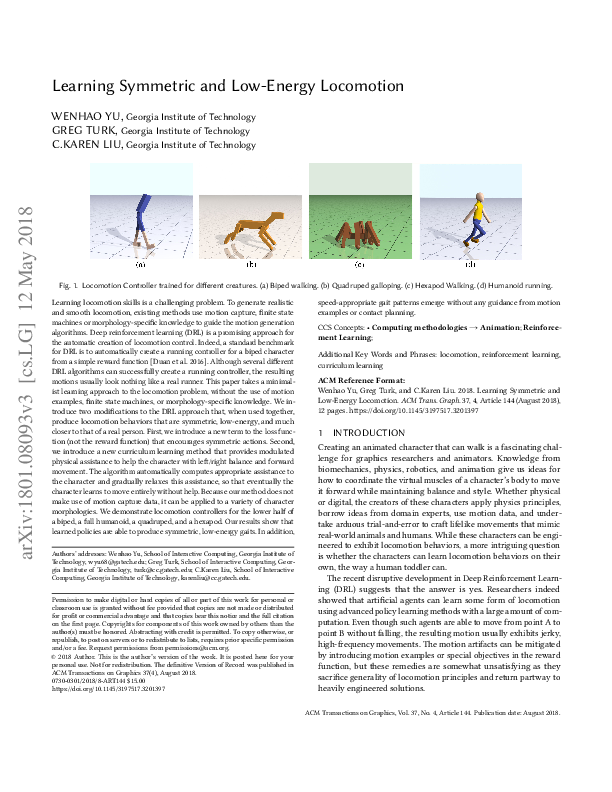 Learning Symmetric and Low-Energy Locomotion
WENHAO YU, Georgia Institute of Technology
GREG TURK, Georgia Institute of Technology
C.KAREN LIU, Georgia Institute of Technology
(a)
(b)
(c)
(d)
Fig. 1. Locomotion Controller trained for different creatures. (a) Biped walking. (b) Quadruped galloping. (c) Hexapod Walking. (d) Humanoid running.
Learning locomotion skills is a challenging problem. To generate realistic
and smooth locomotion, existing methods use motion capture, finite state
machines or morphology-specific knowledge to guide the motion generation
algorithms. Deep reinforcement learning (DRL) is a promising approach for
the automatic creation of locomotion control. Indeed, a standard benchmark
for DRL is to automatically create a running controller for a biped character
from a simple reward function [Duan et al. 2016]. Although several different
DRL algorithms can successfully create a running controller, the resulting
motions usually look nothing like a real runner. This paper takes a minimal-
ist learning approach to the locomotion problem, without the use of motion
examples, finite state machines, or morphology-specific knowledge. We in-
troduce two modifications to the DRL approach that, when used together,
produce locomotion behaviors that are symmetric, low-energy, and much
closer to that of a real person. First, we introduce a new term to the loss func-
tion (not the reward function) that encourages symmetric actions. Second,
we introduce a new curriculum learning method that provides modulated
physical assistance to help the character with left/right balance and forward
movement. The algorithm automatically computes appropriate assistance to
the character and gradually relaxes this assistance, so that eventually the
character learns to move entirely without help. Because our method does not
make use of motion capture data, it can be applied to a variety of character
morphologies. We demonstrate locomotion controllers for the lower half of
a biped, a full humanoid, a quadruped, and a hexapod. Our results show that
learned policies are able to produce symmetric, low-energy gaits. In addition,
Authors' addresses: Wenhao Yu, School of Interactive Computing, Georgia Institute of
Technology, wyu68@gatech.edu; Greg Turk, School of Interactive Computing, Geor-
gia Institute of Technology, turk@cc.gatech.edu; C.Karen Liu, School of Interactive
Computing, Georgia Institute of Technology, karenliu@cc.gatech.edu.
Permission to make digital or hard copies of all or part of this work for personal or
classroom use is granted without fee provided that copies are not made or distributed
for profit or commercial advantage and that copies bear this notice and the full citation
on the first page. Copyrights for components of this work owned by others than the
author(s) must be honored. Abstracting with credit is permitted. To copy otherwise, or
republish, to post on servers or to redistribute to lists, requires prior specific permission
and/or a fee. Request permissions from permissions@acm.org.
© 2018 Author. This is the author's version of the work. It is posted here for your
personal use. Not for redistribution. The definitive Version of Record was published in
ACM Transactions on Graphics 37(4), August 2018.
0730-0301/2018/8-ART144 $15.00
https://doi.org/10.1145/3197517.3201397
speed-appropriate gait patterns emerge without any guidance from motion
examples or contact planning.
CCS Concepts: • Computing methodologies → Animation; Reinforce-
ment Learning;
Additional Key Words and Phrases: locomotion, reinforcement learning,
curriculum learning
ACM Reference Format:
Wenhao Yu, Greg Turk, and C.Karen Liu. 2018. Learning Symmetric and
Low-Energy Locomotion. ACM Trans. Graph. 37, 4, Article 144 (August 2018),
12 pages. https://doi.org/10.1145/3197517.3201397
1 INTRODUCTION
Creating an animated character that can walk is a fascinating chal-
lenge for graphics researchers and animators. Knowledge from
biomechanics, physics, robotics, and animation give us ideas for
how to coordinate the virtual muscles of a character's body to move
it forward while maintaining balance and style. Whether physical
or digital, the creators of these characters apply physics principles,
borrow ideas from domain experts, use motion data, and under-
take arduous trial-and-error to craft lifelike movements that mimic
real-world animals and humans. While these characters can be engi-
neered to exhibit locomotion behaviors, a more intriguing question
is whether the characters can learn locomotion behaviors on their
own, the way a human toddler can.
The recent disruptive development in Deep Reinforcement Learn-
ing (DRL) suggests that the answer is yes. Researchers indeed
showed that artificial agents can learn some form of locomotion
using advanced policy learning methods with a large amount of com-
putation. Even though such agents are able to move from point A to
point B without falling, the resulting motion usually exhibits jerky,
high-frequency movements. The motion artifacts can be mitigated
by introducing motion examples or special objectives in the reward
function, but these remedies are somewhat unsatisfying as they
sacrifice generality of locomotion principles and return partway to
heavily engineered solutions.
ACM Transactions on Graphics, Vol. 37, No. 4, Article 144. Publication date: August 2018.
arXiv:1801.08093v3 [cs.LG] 12 May 2018